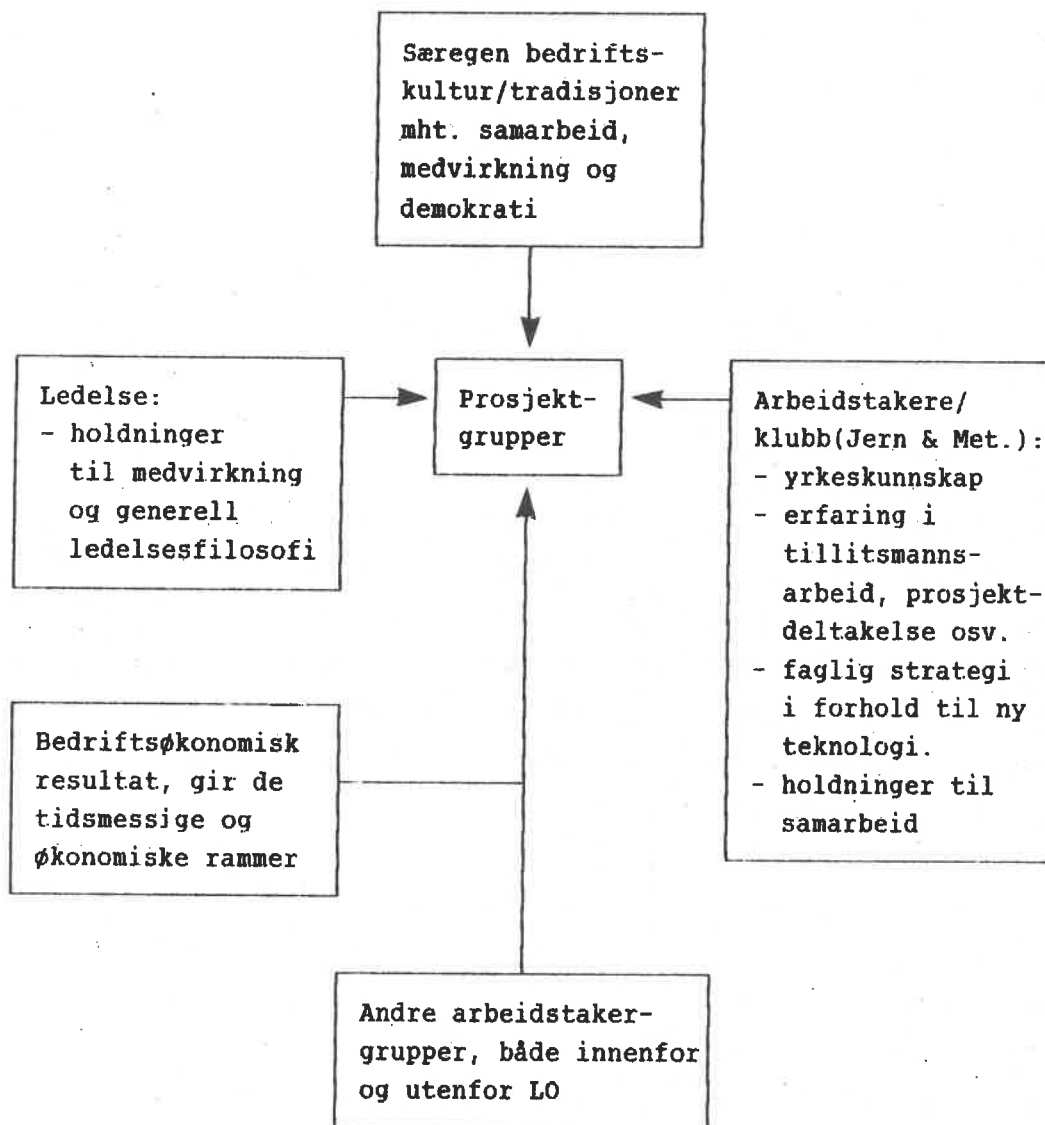 Særegen bedrifts-
kultur/tradisjoner
mht. samarbeid,
medvirkning og
demokrati
Ledelse:
- holdninger
til medvirkning
og generell
ledelsesfilosofi
Prosjekt-
grupper
Arbeidstakere/
klubb(Jern & Met.):
- yrkeskunnskap
- erfaring i
tillitsmanns-
arbeid, prosjekt-
deltakelse osv.
- faglig strategi
i forhold til ny
teknologi.
- holdninger til
samarbeid
Bedriftsøkonomisk
resultat, gir de
tidsmessige og
økonomiske rammer
Andre arbeidstaker-
grupper, både innenfor
og utenfor LO